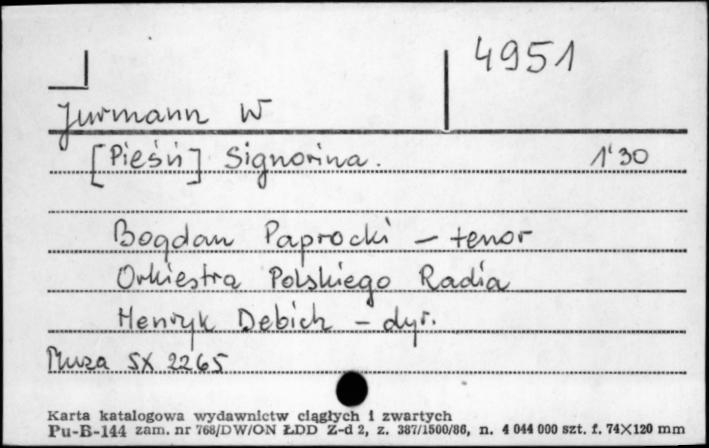 4951
Jurmann W
[Pieśń] Signorina. 1'30
Bogdan Paprocki – tenor
Orkiestra Polskiego Radia
Henryk Debich – dyr.
Muza SX 2265
Karta katalogowa wydawnictw ciągłych i zwartych
Pu-B-144 zam. nr 768/DW/ON ŁDD Z-d 2, z. 387/1500/86, n. 4 044 000 szt. f. 74×120 mm